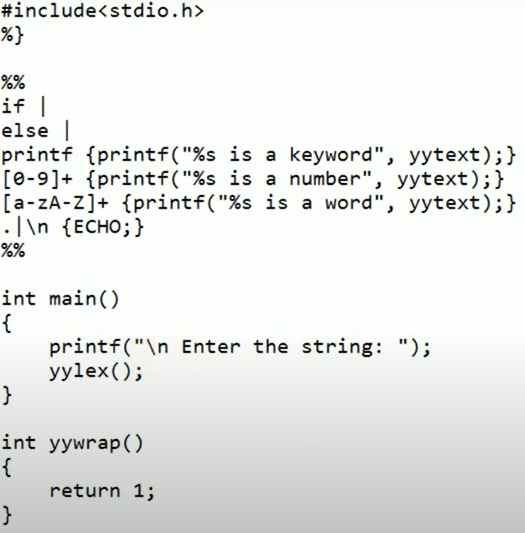 #include<stdio.h>
%}

%%
if |
else |
printf {printf("%s is a keyword", yytext);}
[0-9]+ {printf("%s is a number", yytext);}
[a-zA-Z]+ {printf("%s is a word", yytext);}
.|\n {ECHO;}
%%

int main()
{
    printf("\n Enter the string: ");
    yylex();
}

int yywrap()
{
    return 1;
}